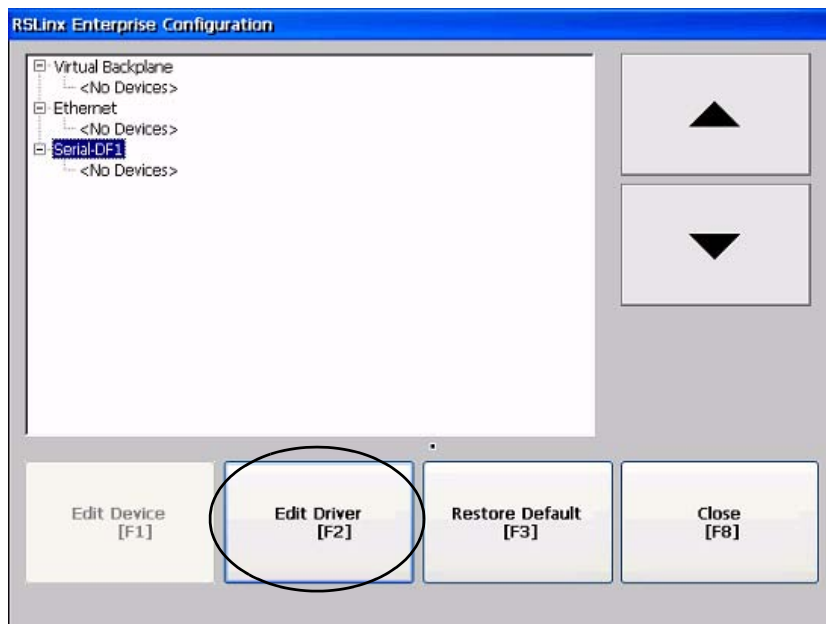 RSLinx Enterprise Configuration
Virtual Backplane
<No Devices>
Ethernet
<No Devices>
Serial-DF1
<No Devices>
Edit Device
[F1]
Edit Driver
[F2]
Restore Default
[F3]
Close
[F8]